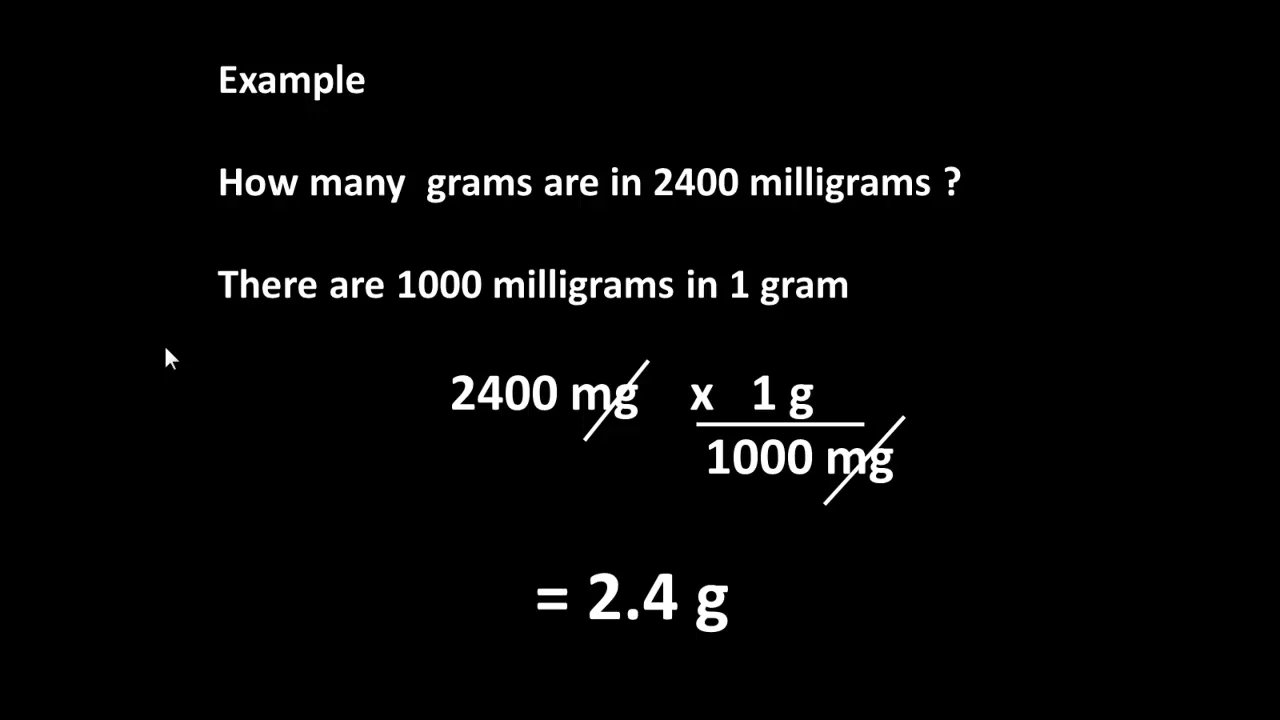 Example
How many grams are in 2400 milligrams ?
There are 1000 milligrams in 1 gram
2400 mg x 1 g
1000 mg
= 2.4 g